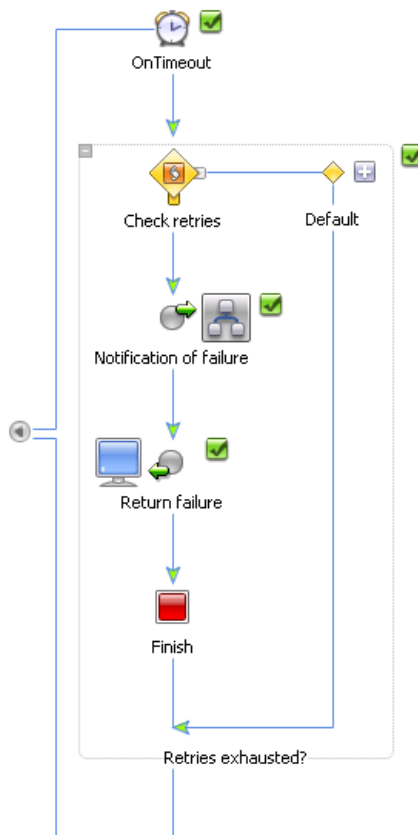 OnTimeout
Check retries
Default
Notification of failure
Return failure
Finish
Retries exhausted?